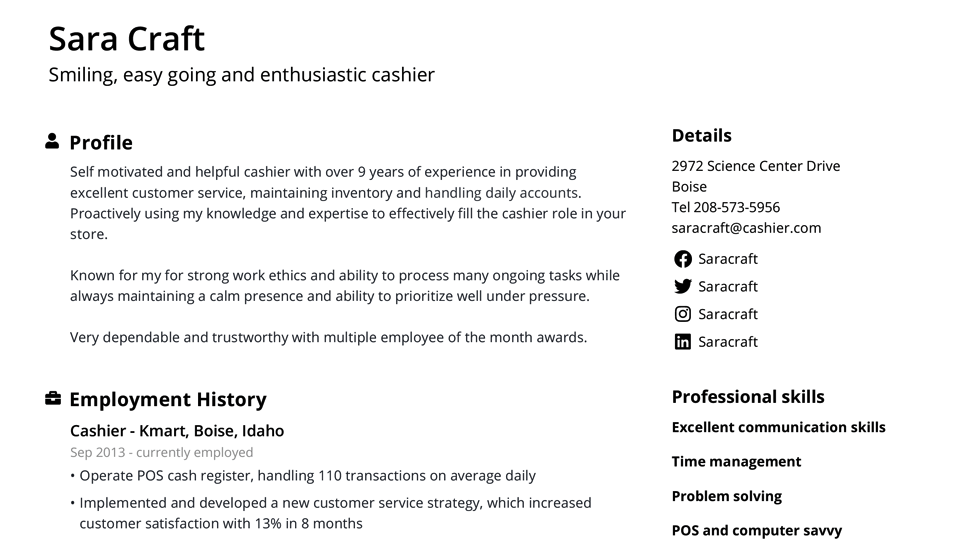 Sara Craft
Smiling, easy going and enthusiastic cashier
Profile
Self motivated and helpful cashier with over 9 years of experience in providing
excellent customer service, maintaining inventory and handling daily accounts.
Proactively using my knowledge and expertise to effectively fill the cashier role in your
store.
Known for my for strong work ethics and ability to process many ongoing tasks while
always maintaining a calm presence and ability to prioritize well under pressure.
Very dependable and trustworthy with multiple employee of the month awards.
Employment History
Cashier - Kmart, Boise, Idaho
Sep 2013 - currently employed
• Operate POS cash register, handling 110 transactions on average daily
• Implemented and developed a new customer service strategy, which increased
customer satisfaction with 13% in 8 months
Details
2972 Science Center Drive
Boise
Tel 208-573-5956
saracraft@cashier.com
Saracraft
Saracraft
Saracraft
Saracraft
Professional skills
Excellent communication skills
Time management
Problem solving
POS and computer savvy